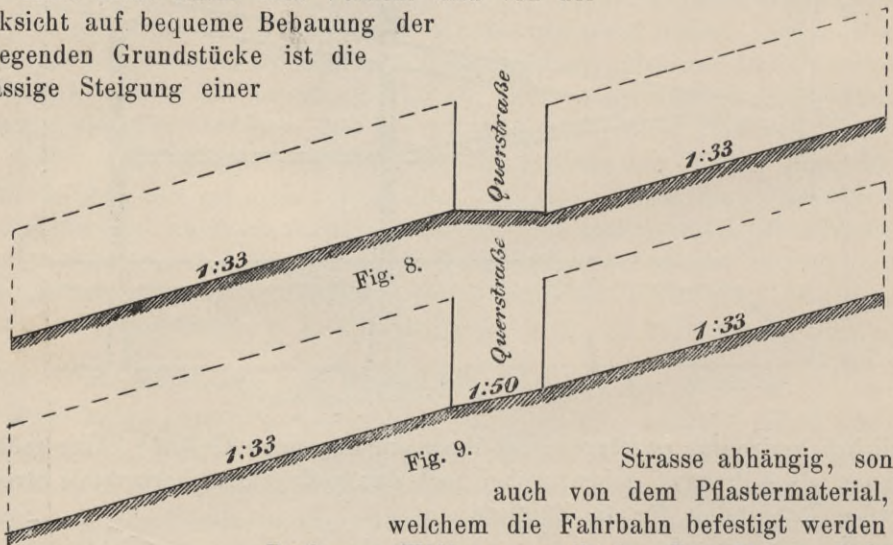 ksicht auf bequeme Bebauung der
egenden Grundstücke ist die
ssige Steigung einer
Querstraße
1:33
1:33
Fig. 8.
Querstraße
1:33
1:50
1:33
Fig. 9.
Strasse abhängig, son
auch von dem Pflastermaterial,
welchem die Fahrbahn befestigt werden